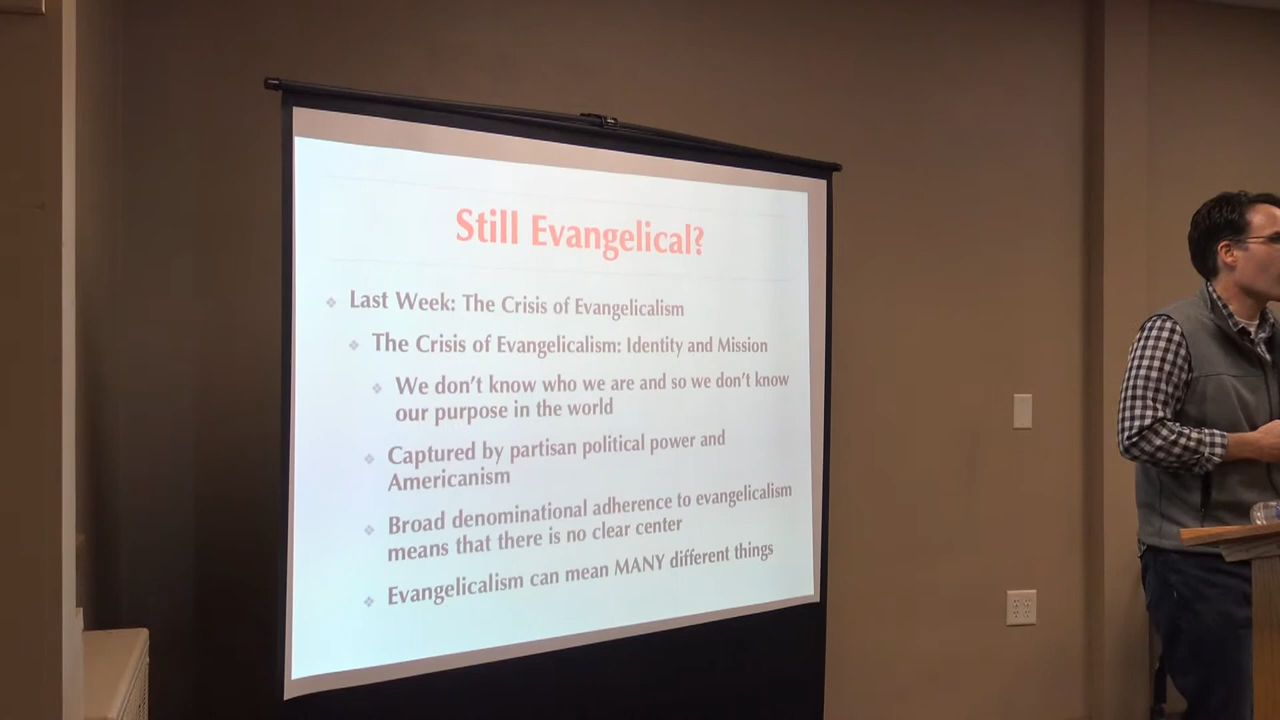 Still Evangelical?
Last Week: The Crisis of Evangelicalism
The Crisis of Evangelicalism: Identity and Mission
We don't know who we are and so we don't know
our purpose in the world
Captured by partisan political power and
Americanism
Broad denominational adherence to evangelicalism
means that there is no clear center
Evangelicalism can mean MANY different things